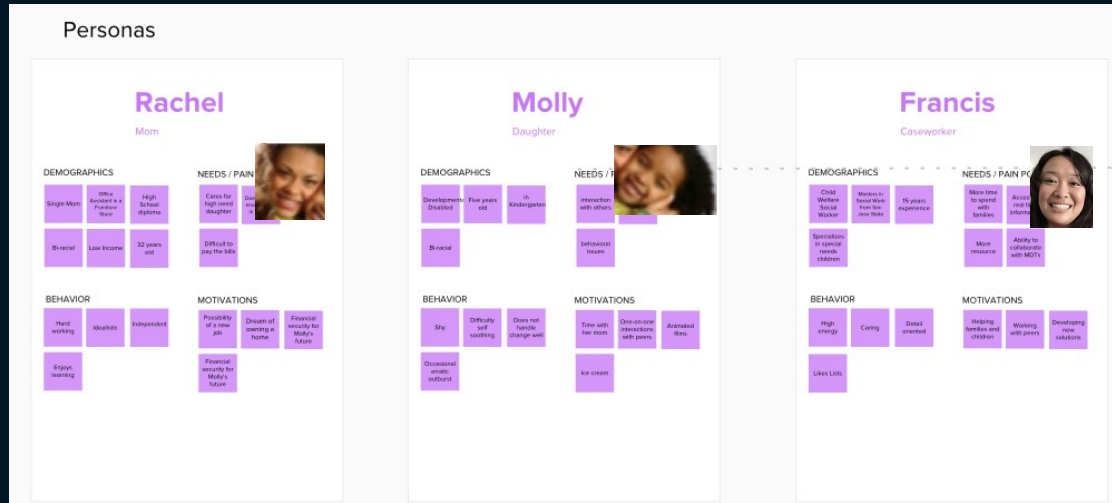 Personas
Rachel
Mom
DEMOGRAPHICS
NEEDS / PAIN
Single Mom
Office
Assistant in a
Furniture
Store
High
School
diploma
Cares for
high need
daughter
Bi-racial
Low Income
32 years
old
Difficult to
pay the bills
BEHAVIOR
MOTIVATIONS
Hard
working
Idealistic
Independent
Possibility
of a new
job
Dream of
owning a
home
Financial
security for
Molly's
future
Enjoys
learning
Financial
security for
Molly's
future
Molly
Daughter
DEMOGRAPHICS
NEEDS /
Developmenta
Disabled
Five years
old
in
Kindergarten
interaction
with others
Bi-racial
behavioral
issues
BEHAVIOR
MOTIVATIONS
Shy
Difficulty
self
soothing
Does not
handle
change well
Time with
her mom
One-on-one
interactions
with peers
Animated
films
Occasional
erratic
outburst
Ice cream
Francis
Caseworker
DEMOGRAPHICS
NEEDS / PAIN
Child
Welfare
Social
Worker
Masters in
Social Work
from San
Jose State
15 years
experience
More time
to spend
with
families
Specializes
in special
needs
children
More
resource
Ability to
collaborate
with MDTs
BEHAVIOR
MOTIVATIONS
High
energy
Caring
Detail
oriented
Helping
families and
children
Working
with peers
Developing
new
solutions
Likes Lists